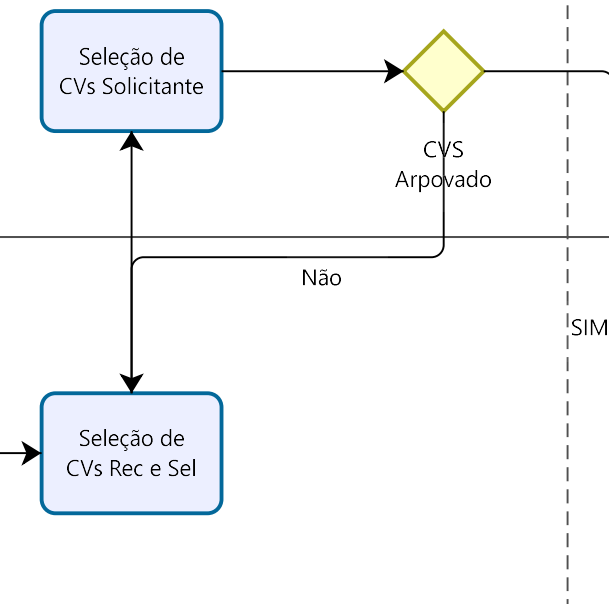 Seleção de
CVs Solicitante
CVS
Arpovado
Não
SIM
Seleção de
CVs Rec e Sel